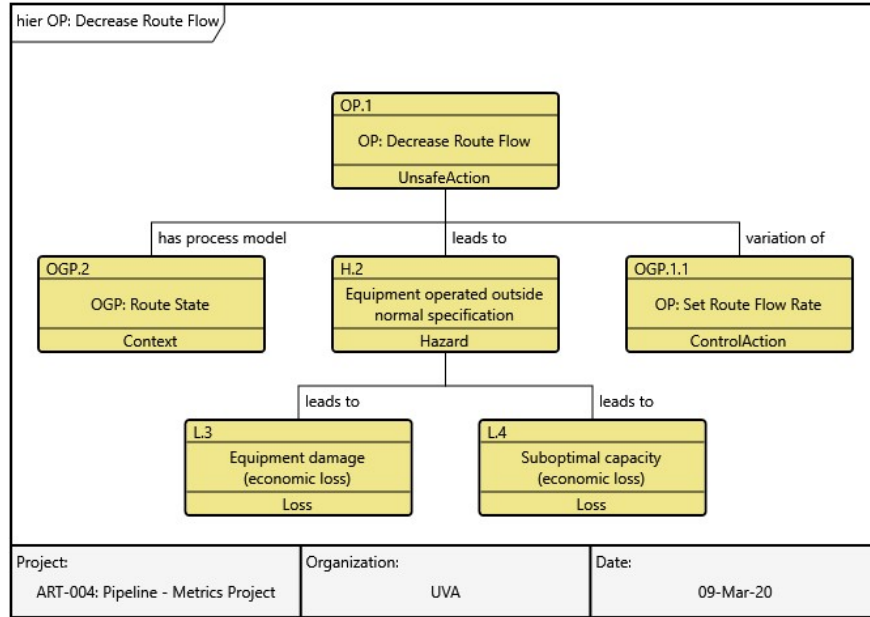 hier OP: Decrease Route Flow
OP.1
OP: Decrease Route Flow
UnsafeAction
has process model
leads to
variation of
OGP.2
OGP: Route State
Context
H.2
Equipment operated outside
normal specification
Hazard
OGP.1.1
OP: Set Route Flow Rate
ControlAction
leads to
leads to
L.3
Equipment damage
(economic loss)
Loss
L.4
Suboptimal capacity
(economic loss)
Loss
Project:
ART-004: Pipeline - Metrics Project
Organization:
UVA
Date:
09-Mar-20